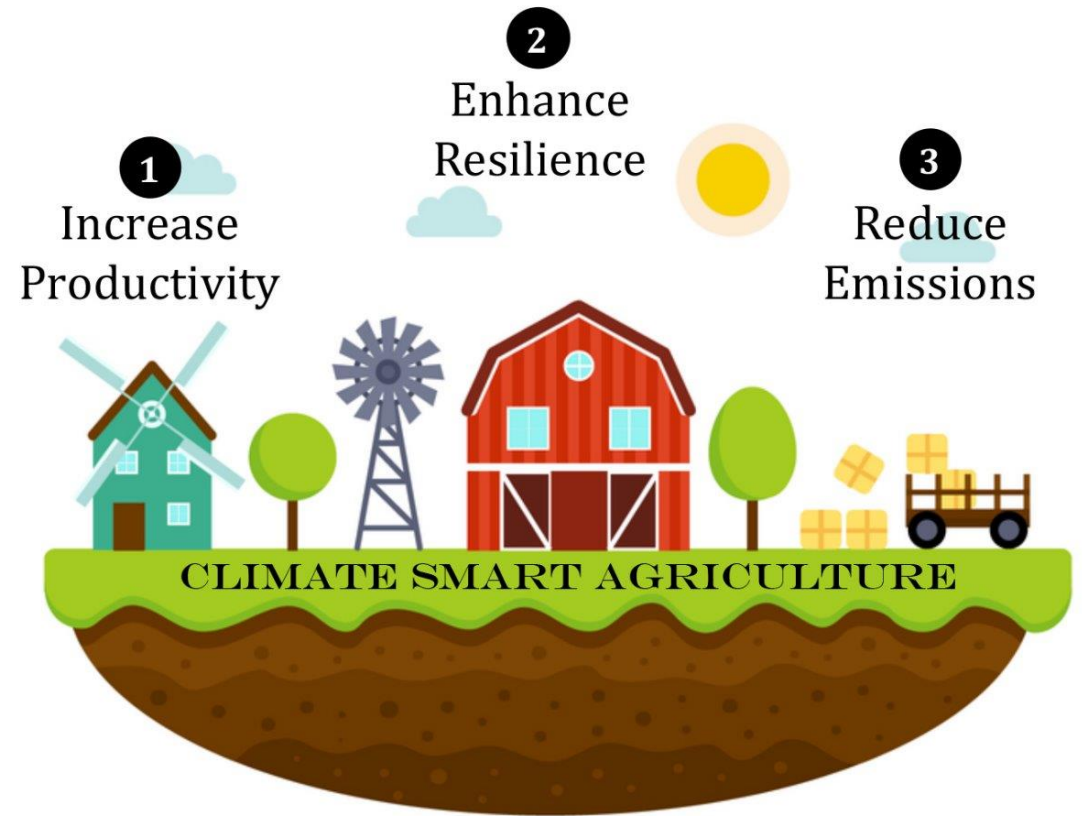 1
Increase
Productivity
2
Enhance
Resilience
3
Reduce
Emissions
CLIMATE SMART AGRICULTURE